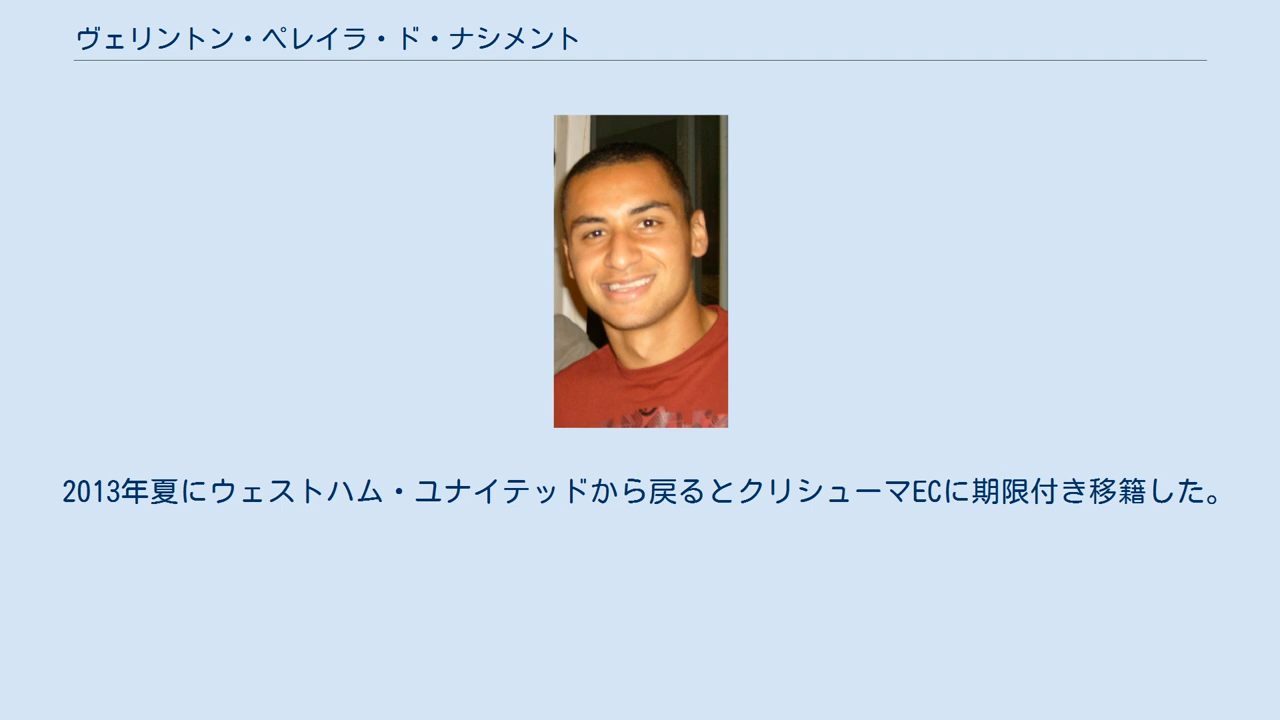 ヴェリントン・ペレイラ・ド・ナシメント
2013年夏にウェストハム・ユナイテッドから戻るとクリシューマECに期限付き移籍した。